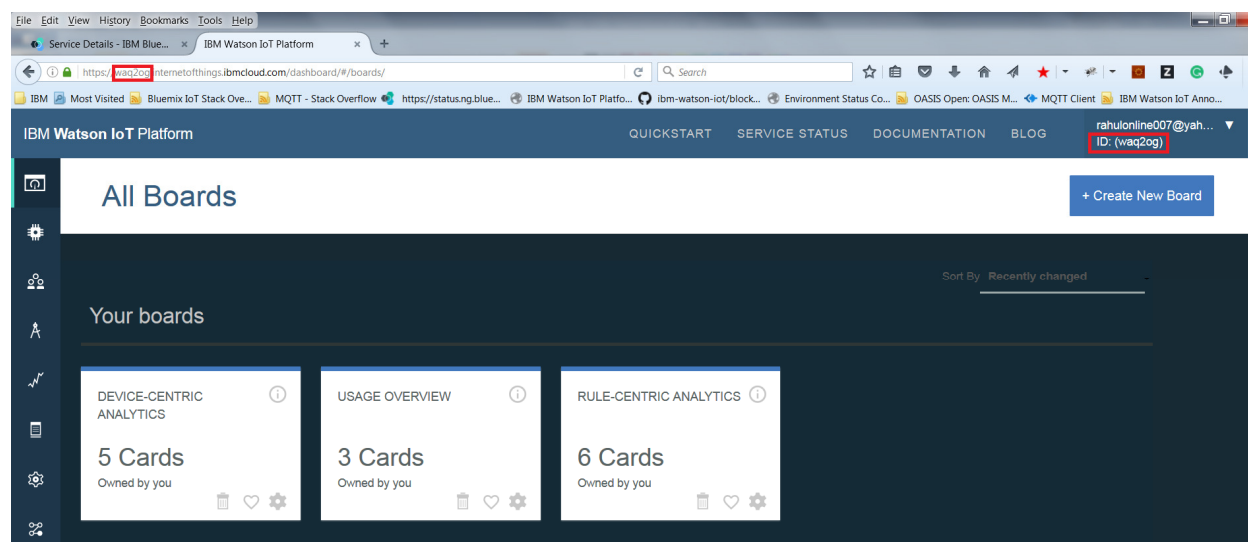 File Edit View History Bookmarks Tools Help
Service Details - IBM Blue... × IBM Watson IoT Platform × +
https://waq2og.internetofthings.ibmcloud.com/dashboard/#/boards/ Search
IBM Most Visited Bluemix IoT Stack Ove... MQTT - Stack Overflow https://status.ng.blue... IBM Watson IoT Platfo... ibm-watson-iot/block... Environment Status Co... OASIS Open: OASIS M... MQTT Client IBM Watson IoT Anno...
IBM Watson IoT Platform QUICKSTART SERVICE STATUS DOCUMENTATION BLOG rahulonline007@yah... ▼
ID: (waq2og)
All Boards + Create New Board
Sort By Recently changed
Your boards
DEVICE-CENTRIC ANALYTICS
5 Cards
Owned by you
USAGE OVERVIEW
3 Cards
Owned by you
RULE-CENTRIC ANALYTICS
6 Cards
Owned by you